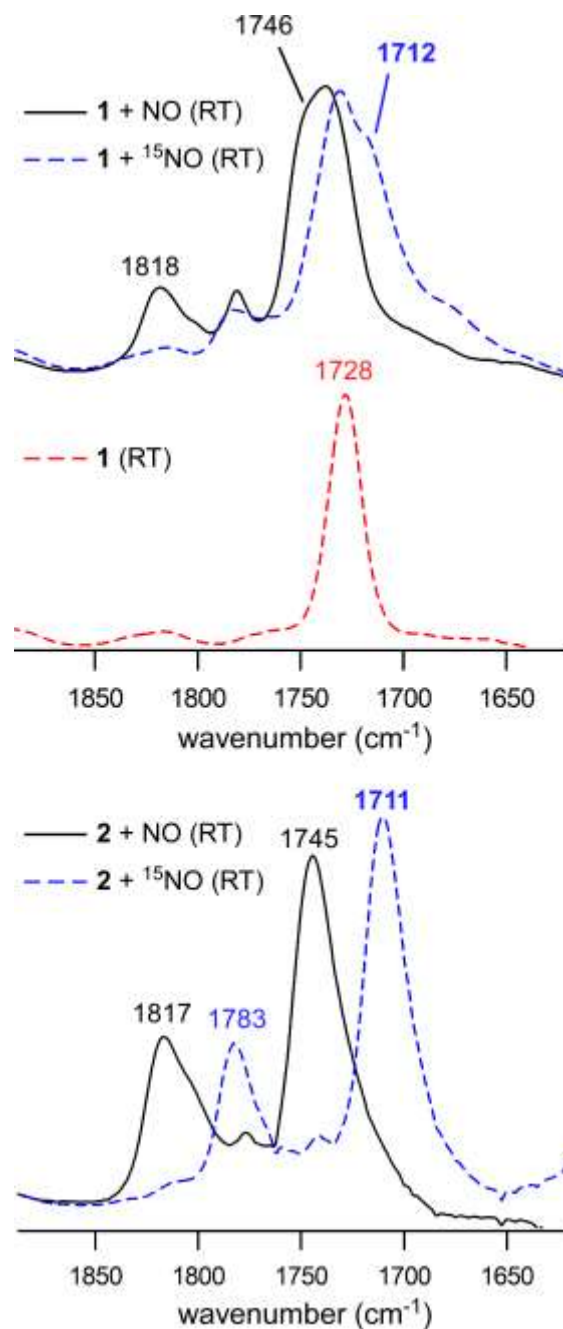 1746
1712
1 + NO (RT)
1 + ¹⁵NO (RT)
1818
1728
1 (RT)
1850 1800 1750 1700 1650
wavenumber (cm⁻¹)
1711
2 + NO (RT)
1745
2 + ¹⁵NO (RT)
1817
1783
1850 1800 1750 1700 1650
wavenumber (cm⁻¹)